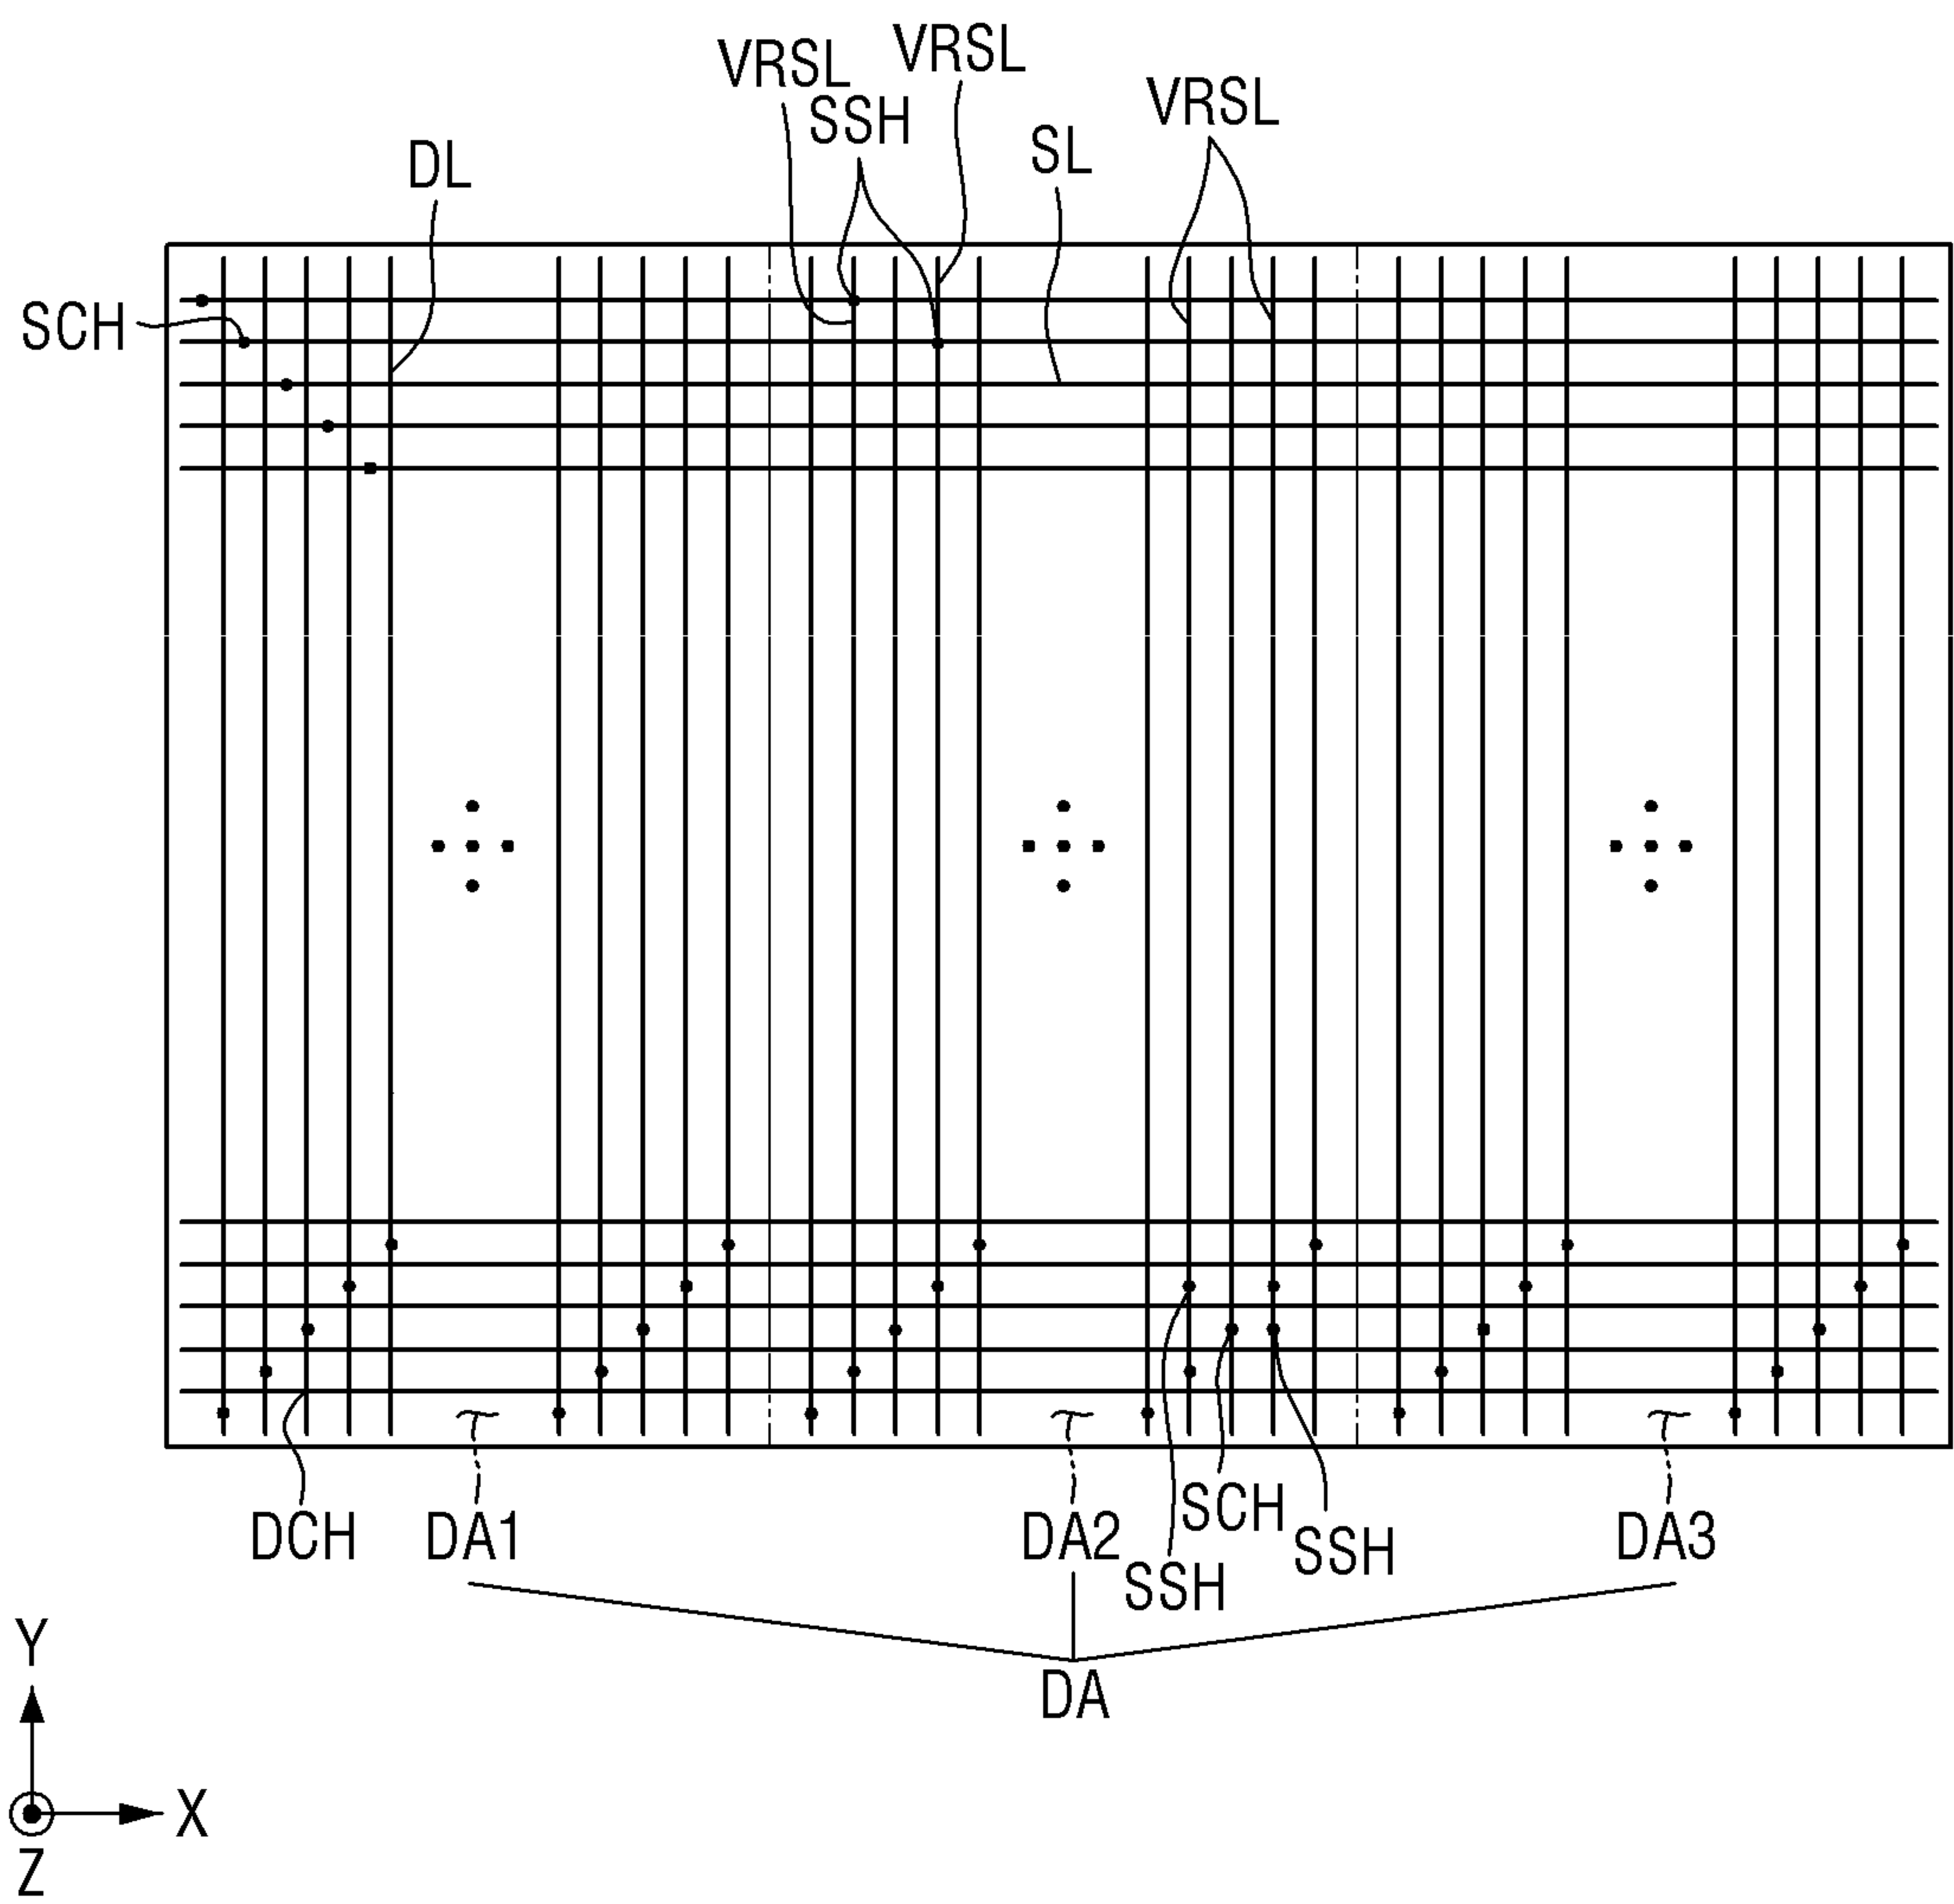 VRSL
VRSL
SSH
VRSL
DL
SL
SCH
DCH
DA1
DA2
SCH
SSH
SSH
DA3
DA
Y
X
Z